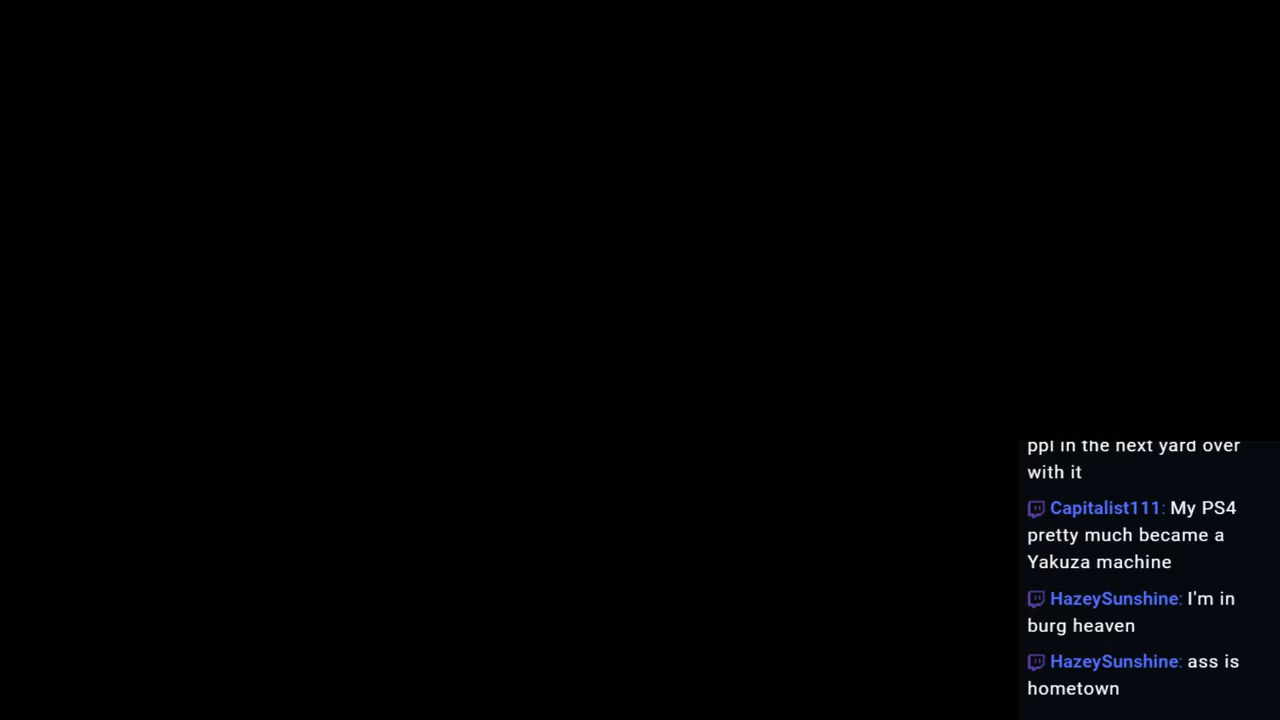 ppl in the next yard over
with it
Capitalist111: My PS4
pretty much became a
Yakuza machine
HazeySunshine: I'm in
burg heaven
HazeySunshine: ass is
hometown